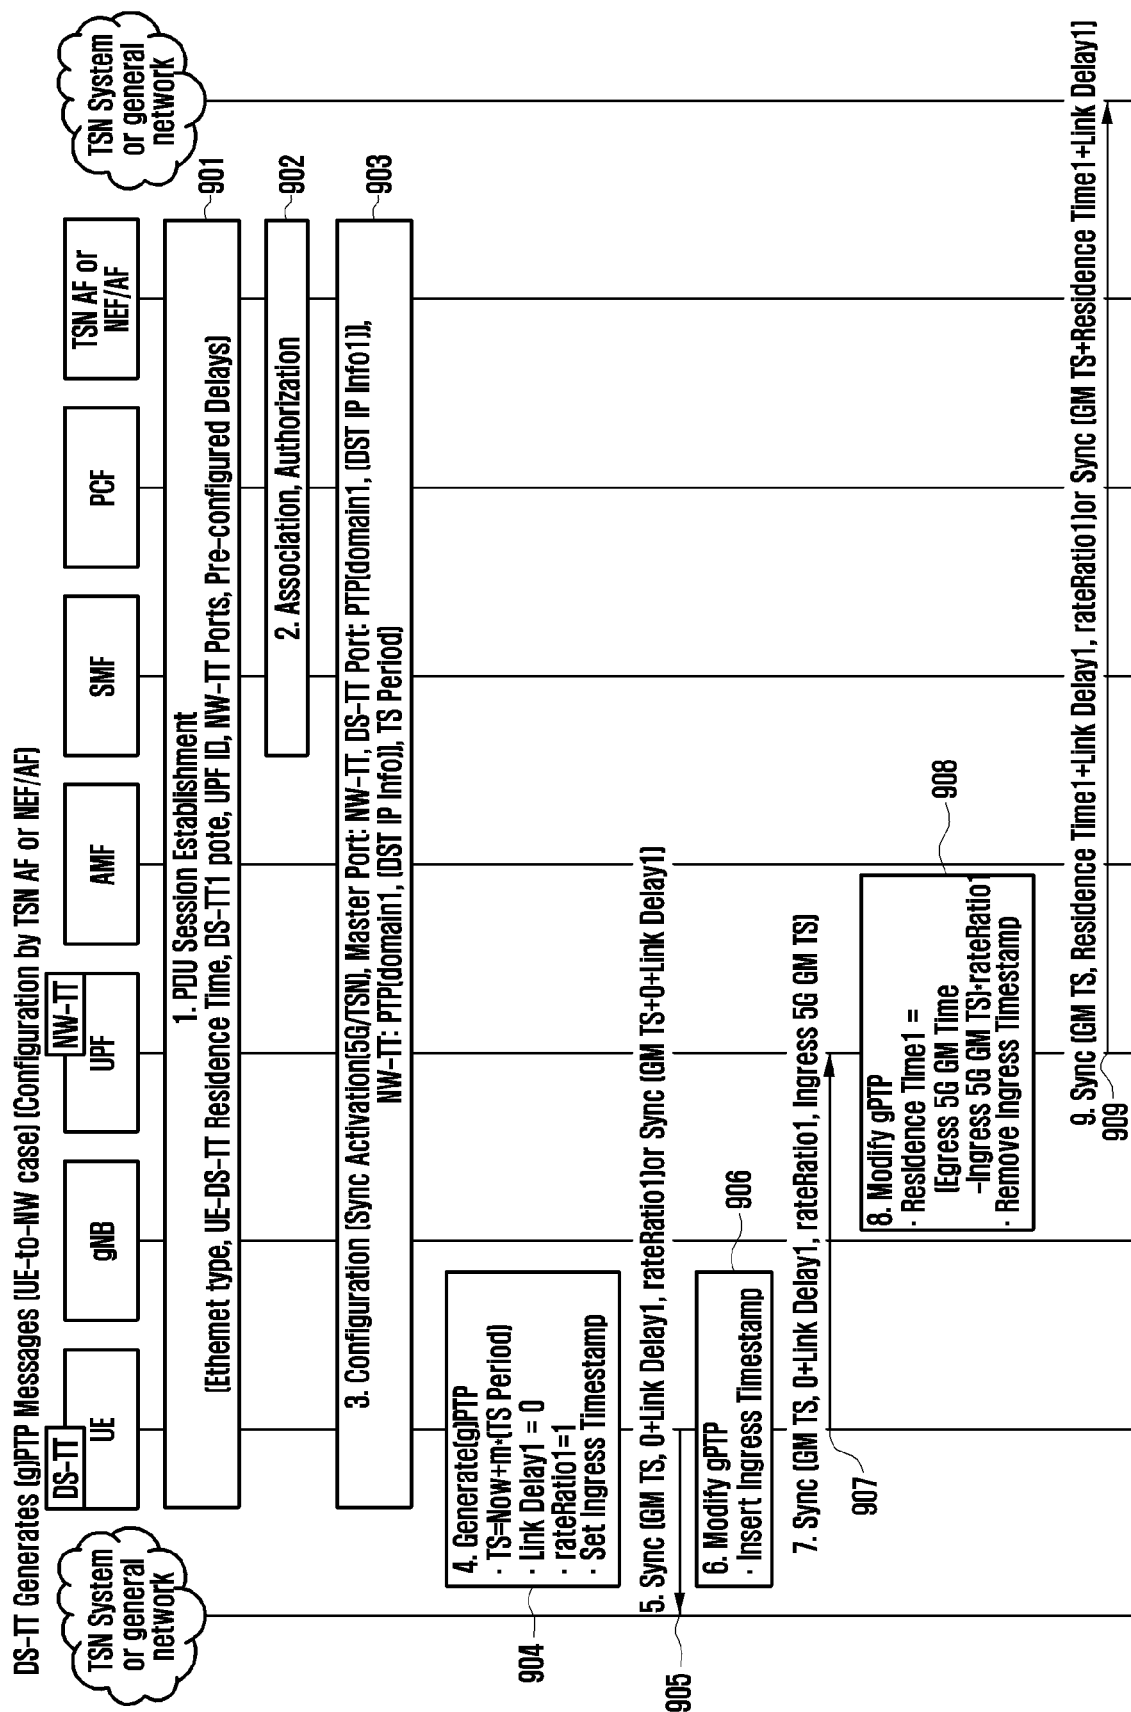 DS-TT Generates (g)PTP Messages (UE-to-NW case) (Configuration by TSN AF or NEF/AF)
TSN System
or general
network
DS-TT
UE
gNB
NW-TT
UPF
AMF
SMF
PCF
TSN AF or
NEF/AF
TSN System
or general
network
1. PDU Session Establishment
(Ethemet type, UE-DS-TT Residence Time, DS-TT1 pote, UPF ID, NW-TT Ports, Pre-configured Delays)
901
2. Association, Authorization
902
3. Configuration (Sync Activation(5G/TSN), Master Port: NW-TT, DS-TT Port: PTP(domain1, (DST IP Info1)),
NW-TT: PTP(domain1, (DST IP Info)), TS Period)
903
4. Generate(g)PTP
· TS=Now+m*(TS Period)
· Link Delay1 = 0
· rateRatio1=1
· Set Ingress Timestamp
904
5. Sync (GM TS, 0+Link Delay1, rateRatio1)or Sync (GM TS+0+Link Delay1)
905
6. Modify gPTP
· Insert Ingress Timestamp
906
7. Sync (GM TS, 0+Link Delay1, rateRatio1, Ingress 5G GM TS)
907
8. Modify gPTP
· Residence Time1 =
(Egress 5G GM Time
-Ingress 5G GM TS)*rateRatio1
· Remove Ingress Timestamp
908
9. Sync (GM TS, Residence Time1+Link Delay1, rateRatio1)or Sync (GM TS+Residence Time1+Link Delay1)
909